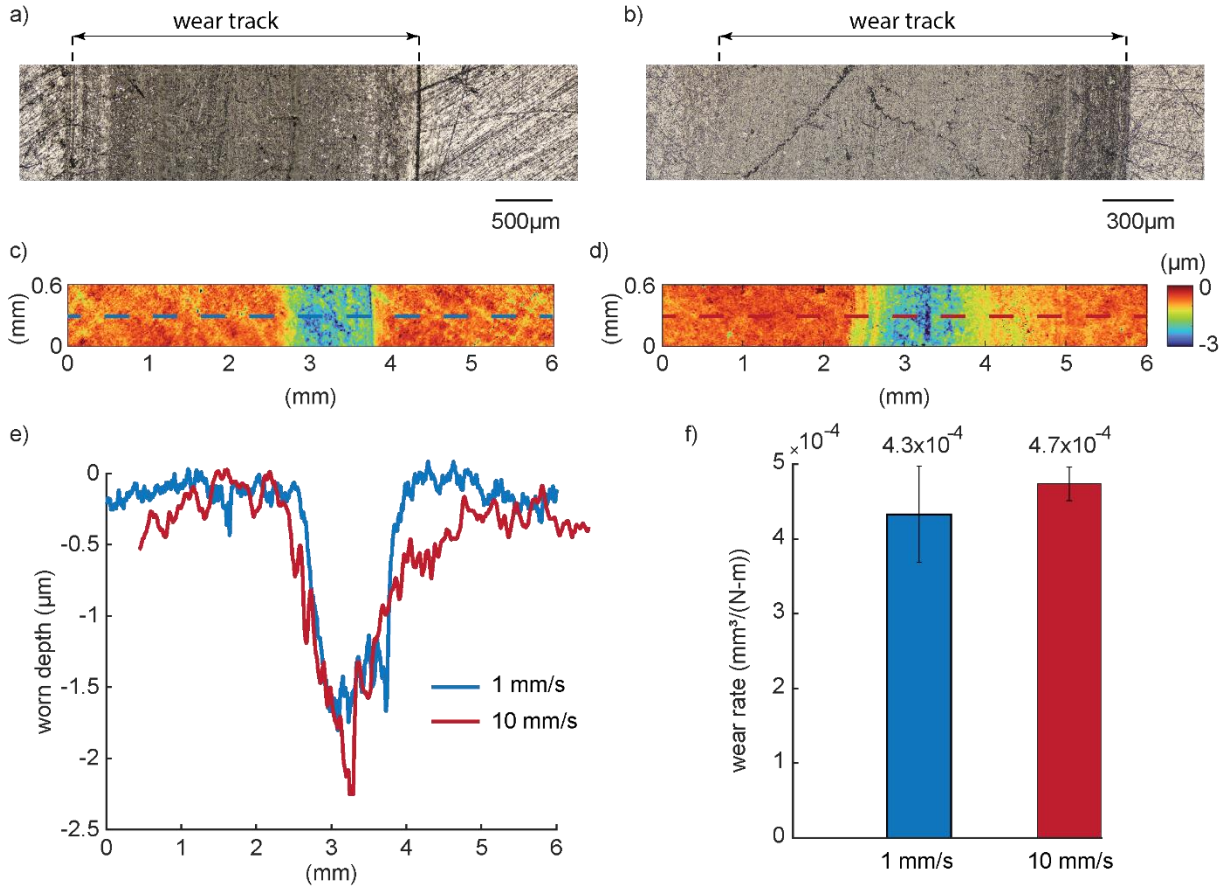 a)
wear track
500μm
b)
wear track
300μm
c)
0.6
(mm)
0
0 1 2 3 4 5 6
(mm)
d)
0.6
(mm)
0
0 1 2 3 4 5 6
(mm)
(μm)
0
-3
e)
0
-0.5
-1
-1.5
-2
-2.5
worn depth (μm)
1 mm/s
10 mm/s
0 1 2 3 4 5 6
(mm)
f)
×10⁻⁴
4.3x10⁻⁴
4.7x10⁻⁴
5
4
4
2
1
0
wear rate (mm³/(N-m))
1 mm/s
10 mm/s